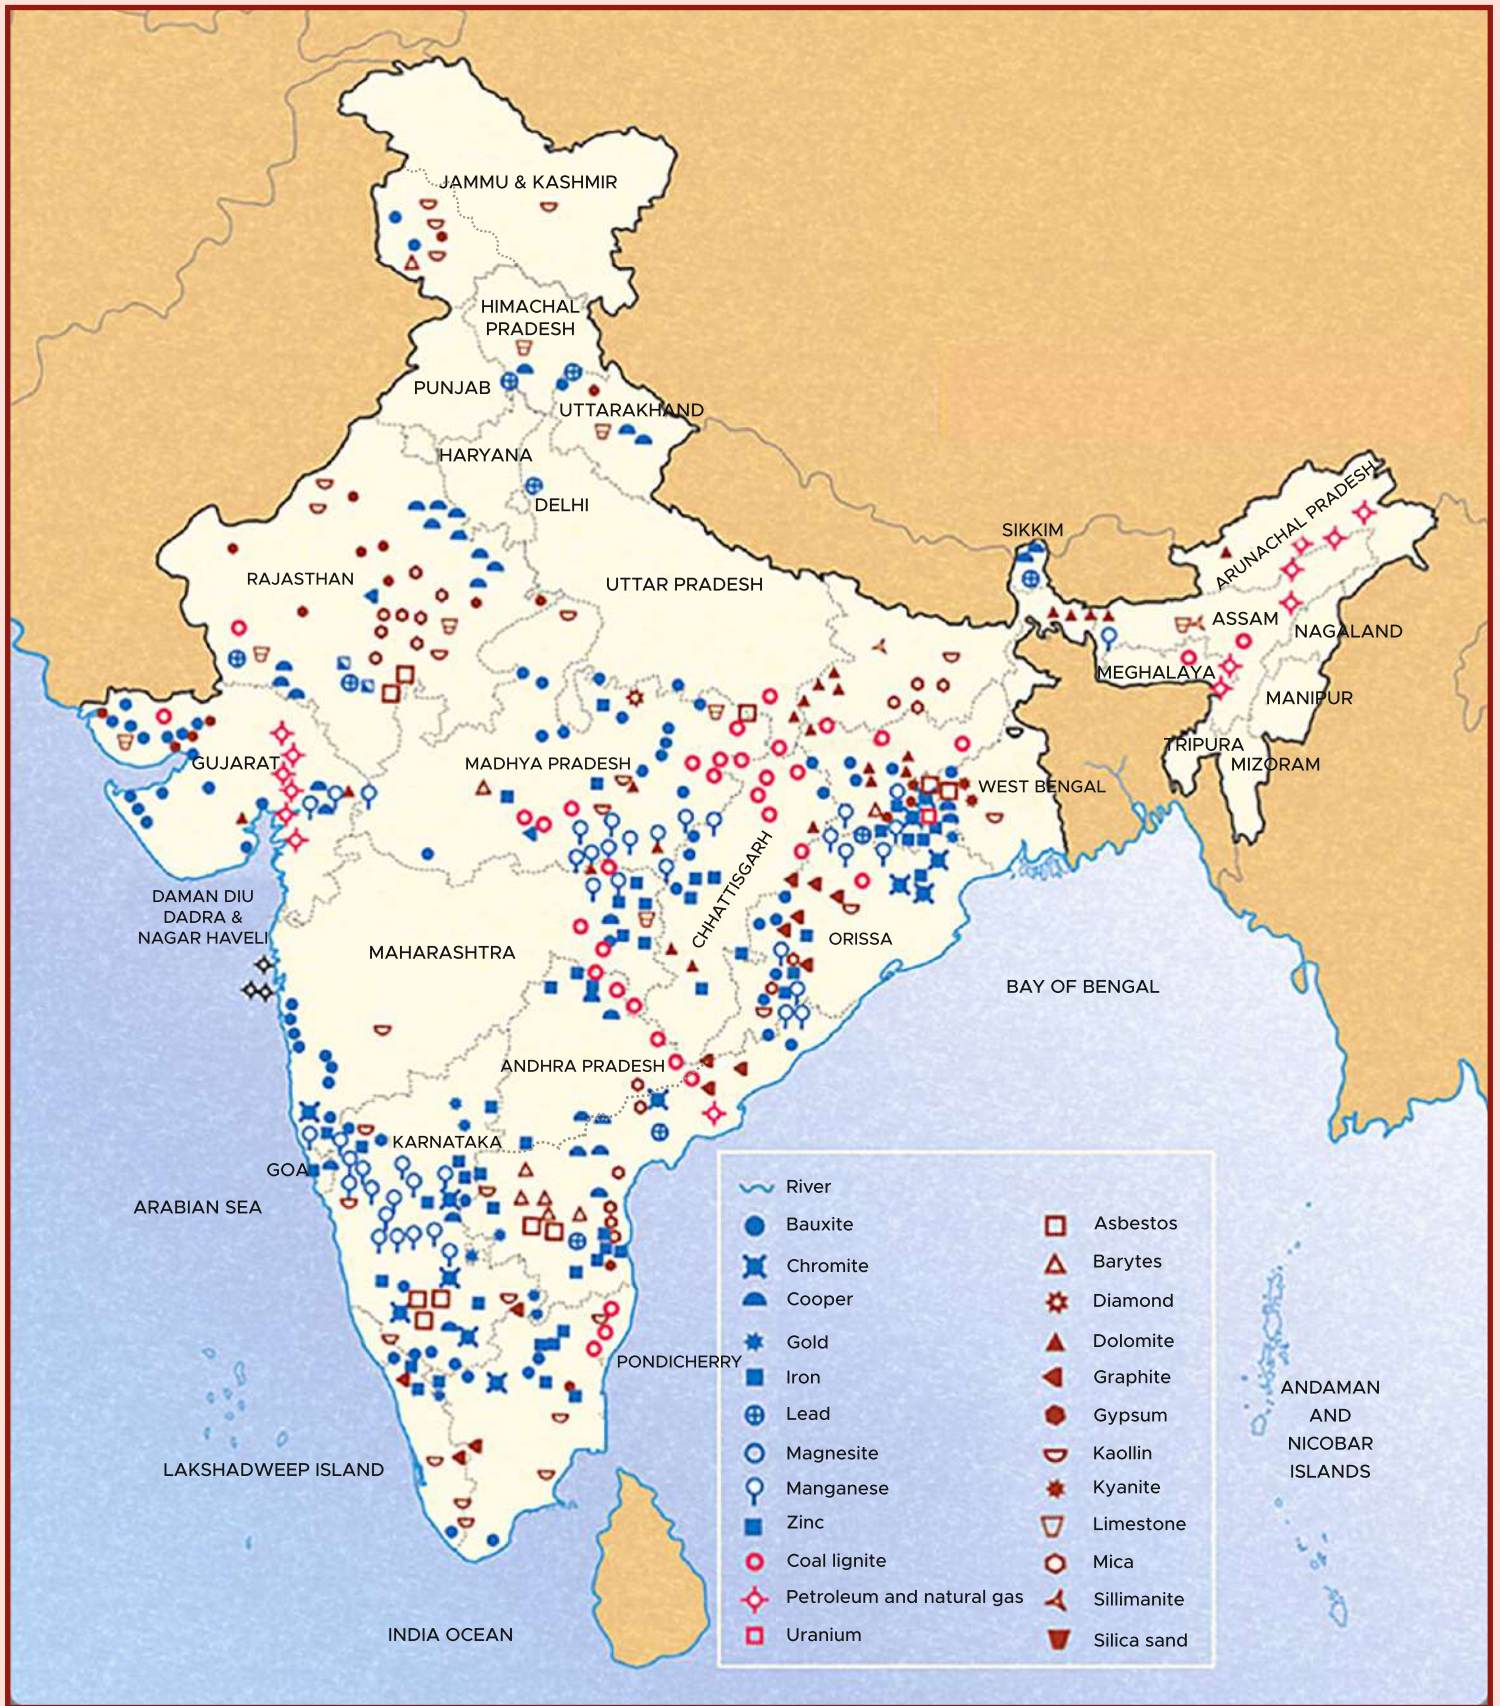 JAMMU & KASHMIR
HIMACHAL
PRADESH
PUNJAB
UTTARAKHAND
HARYANA
DELHI
SIKKIM
ARUNACHAL PRADESH
RAJASTHAN
UTTAR PRADESH
ASSAM
NAGALAND
MEGHALAYA
MANIPUR
TRIPURA
MIZORAM
GUJARAT
MADHYA PRADESH
WEST BENGAL
CHHATTISGARH
DAMAN DIU
DADRA &
NAGAR HAVELI
MAHARASHTRA
ORISSA
BAY OF BENGAL
ANDHRA PRADESH
KARNATAKA
GOA
ARABIAN SEA
PONDICHERRY
LAKSHADWEEP ISLAND
ANDAMAN
AND
NICOBAR
ISLANDS
INDIA OCEAN
River
Bauxite
Chromite
Cooper
Gold
Iron
Lead
Magnesite
Manganese
Zinc
Coal lignite
Petroleum and natural gas
Uranium
Asbestos
Barytes
Diamond
Dolomite
Graphite
Gypsum
Kaollin
Kyanite
Limestone
Mica
Sillimanite
Silica sand